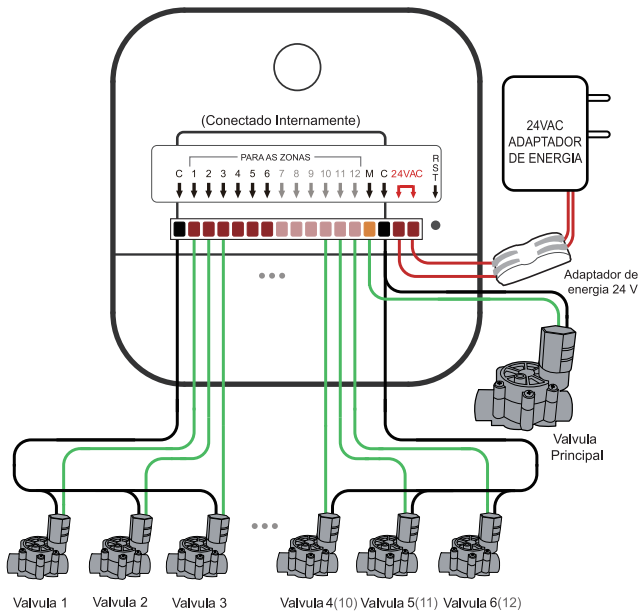 (Conectado Internamente)
PARA AS ZONAS
C 1 2 3 4 5 6 7 8 9 10 11 12 M C 24VAC RST
24VAC
ADAPTADOR
DE ENERGIA
Adaptador de
energia 24 V
Valvula
Principal
Valvula 1 Valvula 2 Valvula 3 Valvula 4(10) Valvula 5(11) Valvula 6(12)